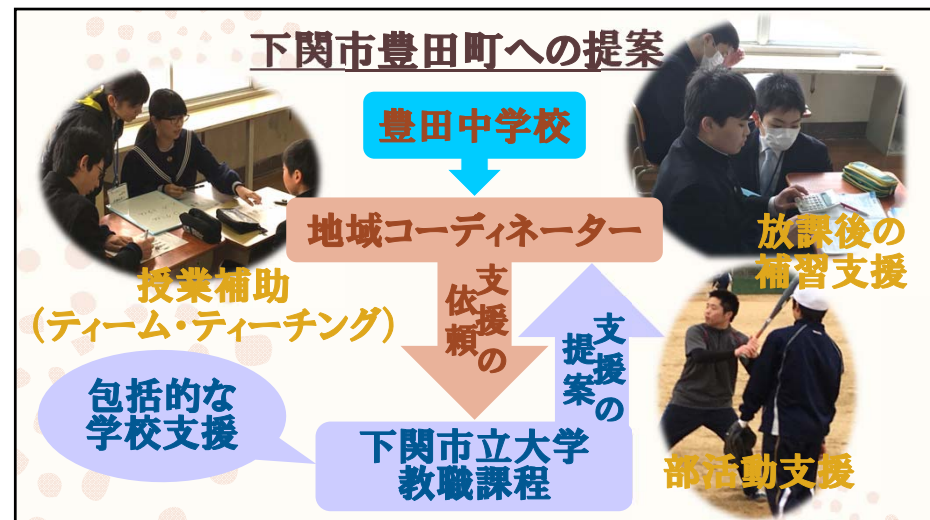 下関市豊田町への提案
豊田中学校
地域コーディネーター
授業補助
（ティーム・ティーチング）
放課後の
補習支援
支援の
依頼
支援の
提案
包括的な
学校支援
下関市立大学
教職課程
部活動支援